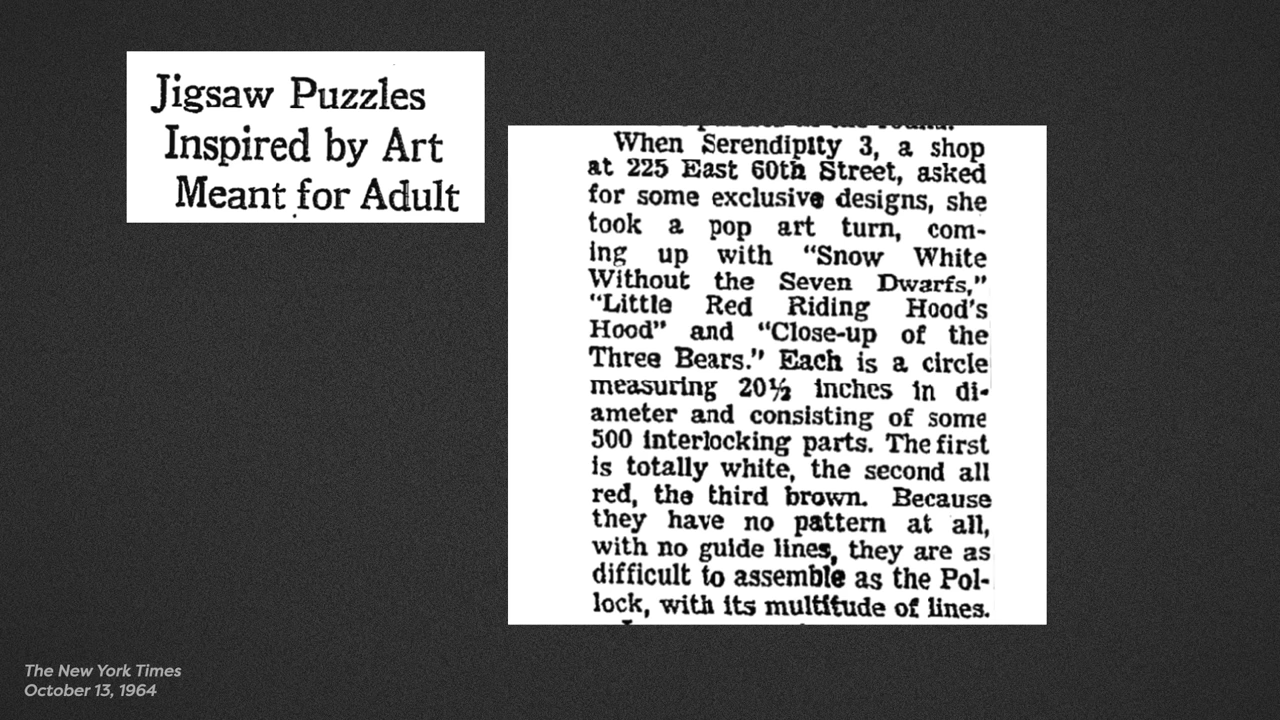 Jigsaw Puzzles
Inspired by Art
Meant for Adult
When Serendipity 3, a shop
at 225 East 60th Street, asked
for some exclusive designs, she
took a pop art turn, com-
ing up with “Snow White
Without the Seven Dwarfs,”
“Little Red Riding Hood's
Hood” and “Close-up of the
Three Bears.” Each is a circle
measuring 20½ inches in di-
ameter and consisting of some
500 interlocking parts. The first
is totally white, the second all
red, the third brown. Because
they have no pattern at all,
with no guide lines, they are as
difficult to assemble as the Pol-
lock, with its multitude of lines.
The New York Times
October 13, 1964